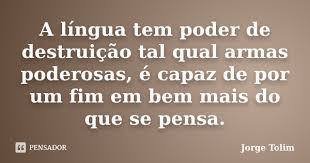 A língua tem poder de
destruição tal qual armas
poderosas, é capaz de por
um fim em bem mais do
que se pensa.
PENSADOR
Jorge Tolim